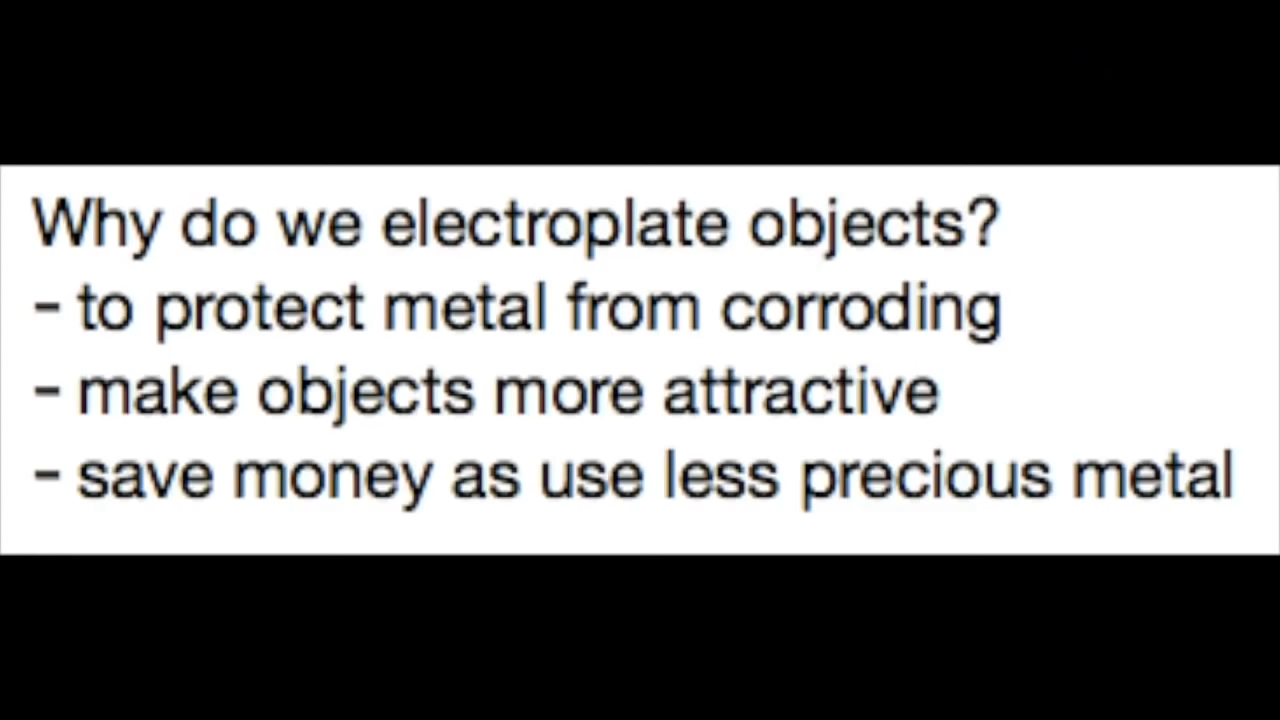 Why do we electroplate objects?
- to protect metal from corroding
- make objects more attractive
- save money as use less precious metal